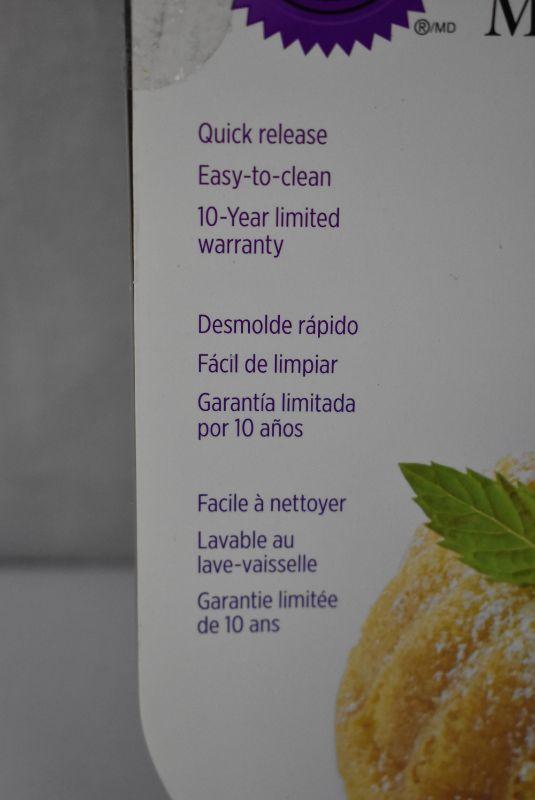 ®/MD M
Quick release
Easy-to-clean
10-Year limited
warranty
Desmolde rápido
Fácil de limpiar
Garantía limitada
por 10 años
Facile à nettoyer
Lavable au
lave-vaisselle
Garantie limitée
de 10 ans